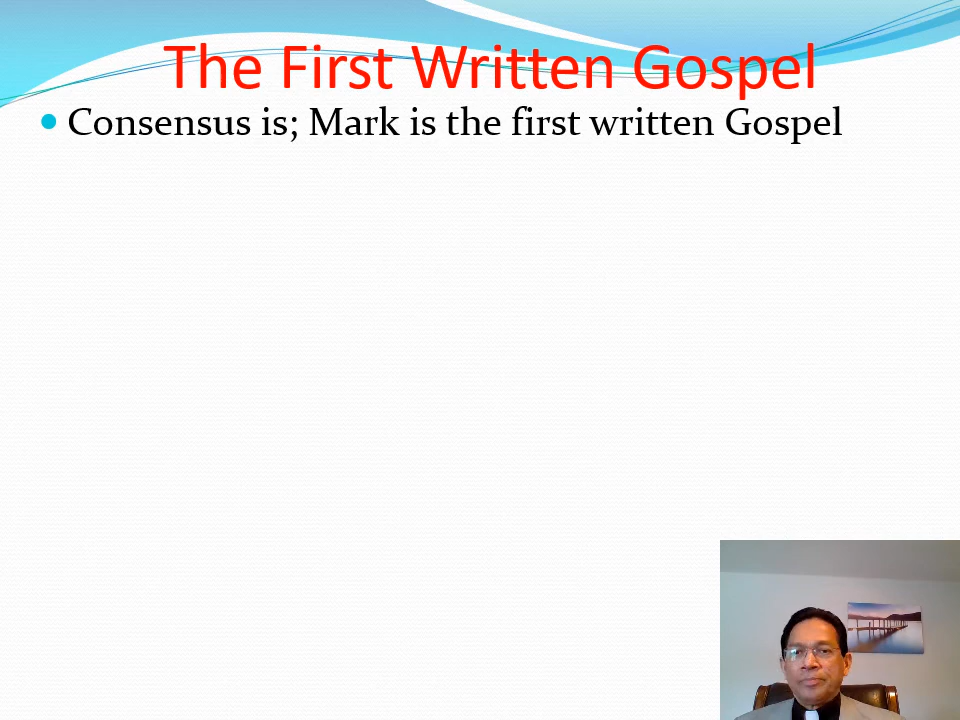 The First Written Gospel
Consensus is; Mark is the first written Gospel